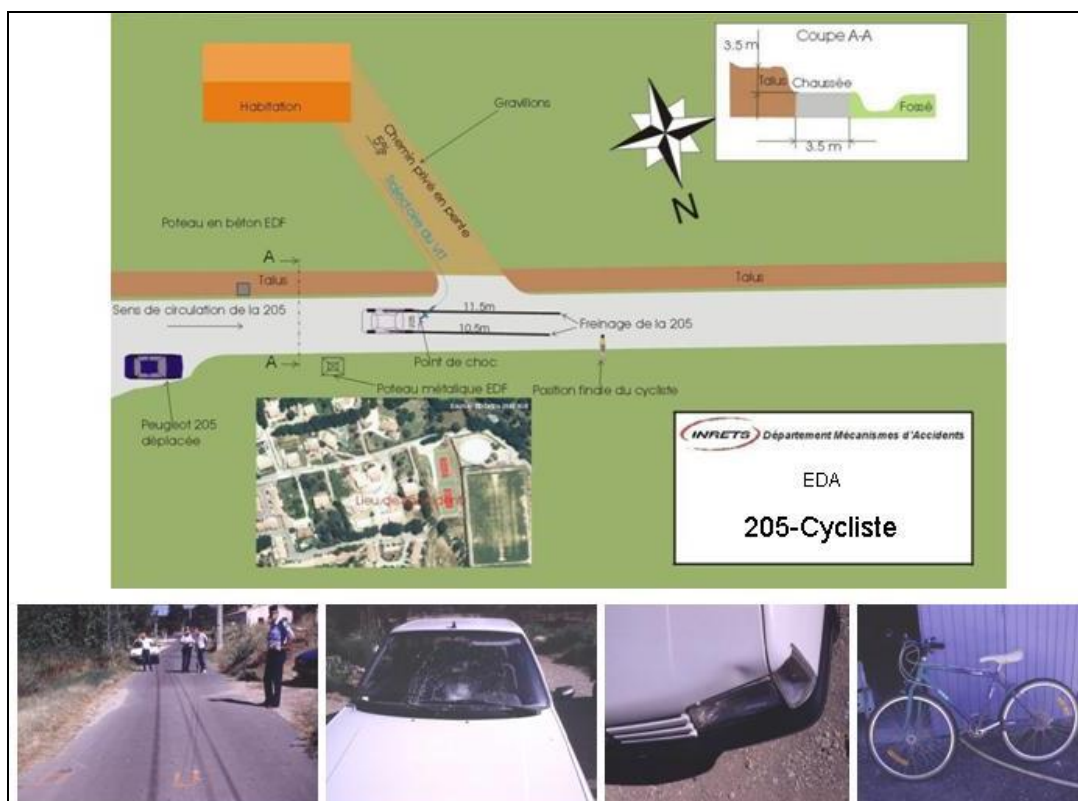 Coupe A-A
3.5 m
Talus
Chaussée
Fossé
3.5 m
Habitation
Gravillons
5%
Chemin privé en pente
Trajectoire du VTT
N
Poteau en béton EDF
A
Talus
Talus
Sens de circulation de la 205
205
11.5m
10.5m
Freinage de la 205
A
Point de choc
Poteau métalique EDF
Position finale du cycliste
Peugeot 205
déplacée
INRETS Département Mécanismes d'Accidents
EDA
205-Cycliste